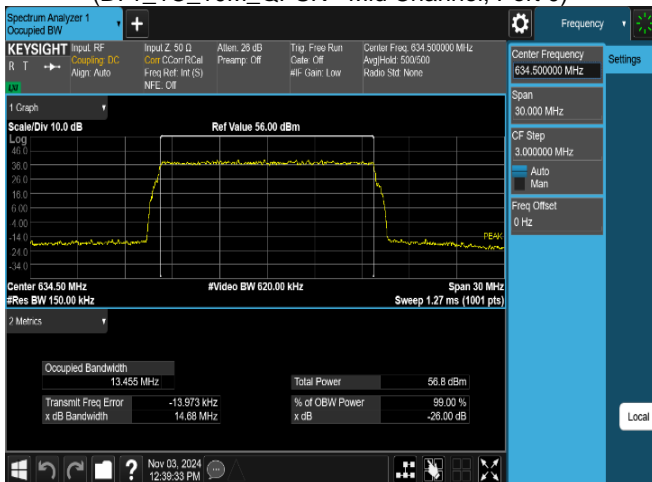 Spectrum Analyzer 1
Occupied BW
Frequency
KEYSIGHT
R T
LXI
Input: RF
Coupling: DC
Align: Auto
Input Z: 50 Ω
Corr CCorr RCal
Freq Ref: Int (S)
NFE: Off
Atten: 26 dB
Preamp: Off
Trig: Free Run
Gate: Off
#IF Gain: Low
Center Freq: 634.500000 MHz
Avg|Hold: 500/500
Radio Std: None
1 Graph
Scale/Div 10.0 dB
Ref Value 56.00 dBm
Log
46.0
36.0
26.0
16.0
6.00
-4.00
-14.0
-24.0
-34.0
PEAK
Center 634.50 MHz
#Video BW 620.00 kHz
Span 30 MHz
#Res BW 150.00 kHz
Sweep 1.27 ms (1001 pts)
2 Metrics
Occupied Bandwidth
13.455 MHz
Transmit Freq Error -13.973 kHz
x dB Bandwidth 14.68 MHz
Total Power 56.8 dBm
% of OBW Power 99.00 %
x dB -26.00 dB
Center Frequency
634.500000 MHz
Settings
Span
30.000 MHz
CF Step
3.000000 MHz
Auto
Man
Freq Offset
0 Hz
Local
Nov 03, 2024
12:39:33 PM